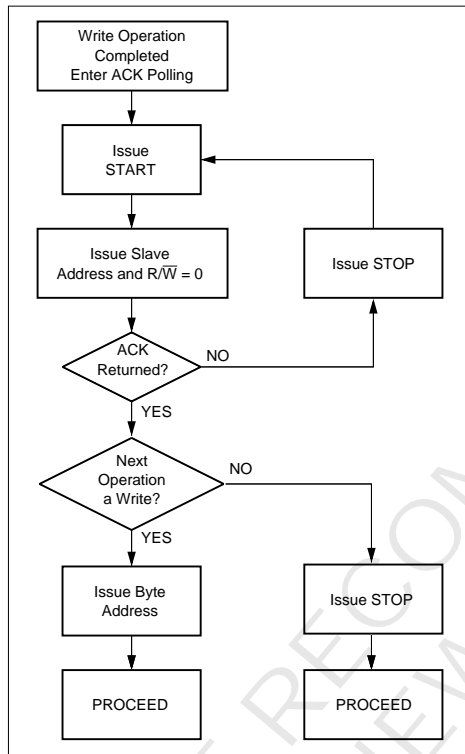 Write Operation
Completed
Enter ACK Polling
Issue
START
Issue Slave
Address and R/W̅ = 0
Issue STOP
ACK
Returned?
NO
YES
Next
Operation
a Write?
NO
YES
Issue Byte
Address
Issue STOP
PROCEED
PROCEED